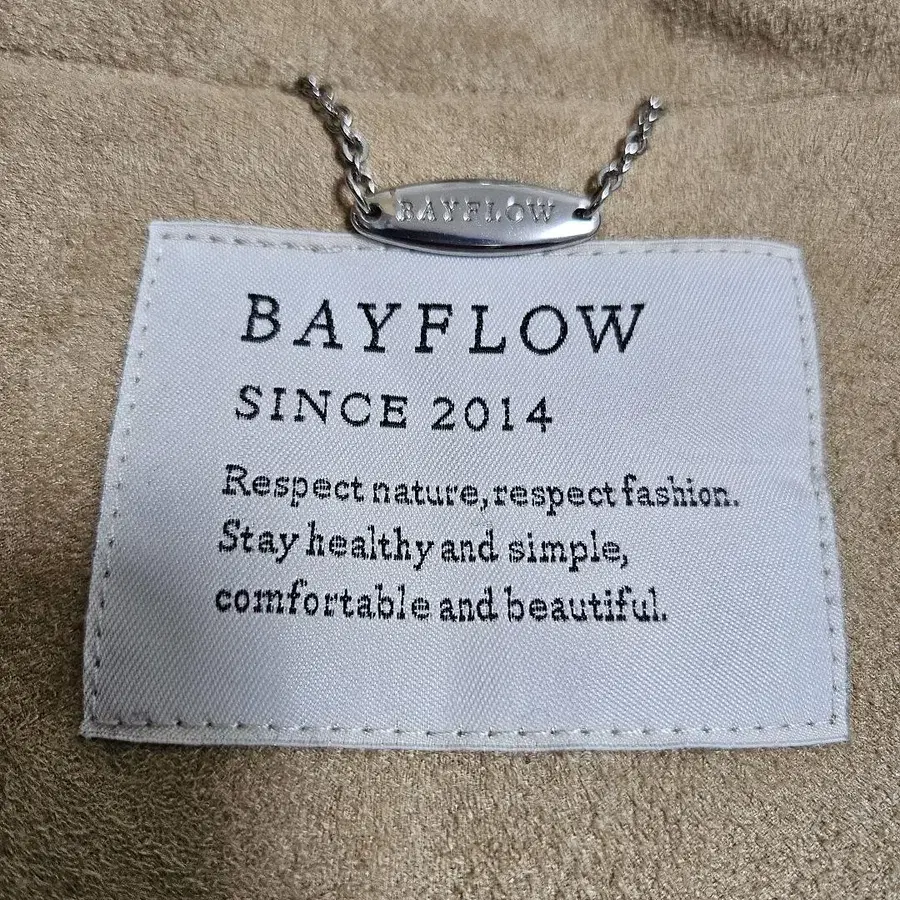 BAYFLOW
BAYFLOW
SINCE 2014
Respect nature, respect fashion.
Stay healthy and simple,
comfortable and beautiful.